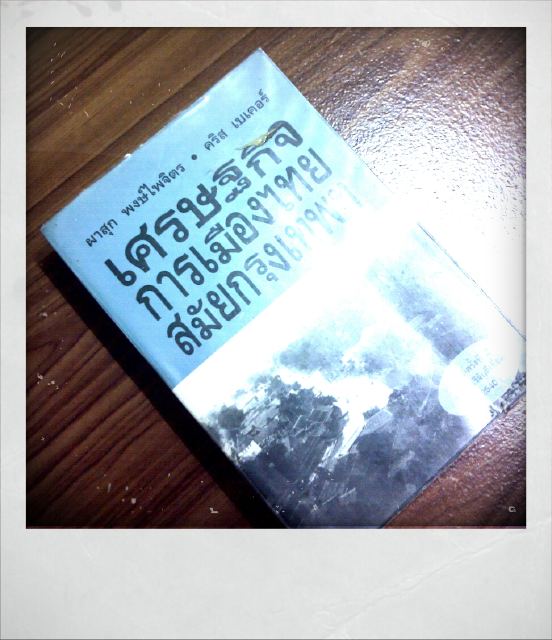 ผาสุก พงษ์ไพจิตร • คริส เบเคอร์
เศรษฐกิจ
การเมืองไทย
สมัยกรุงเทพฯ